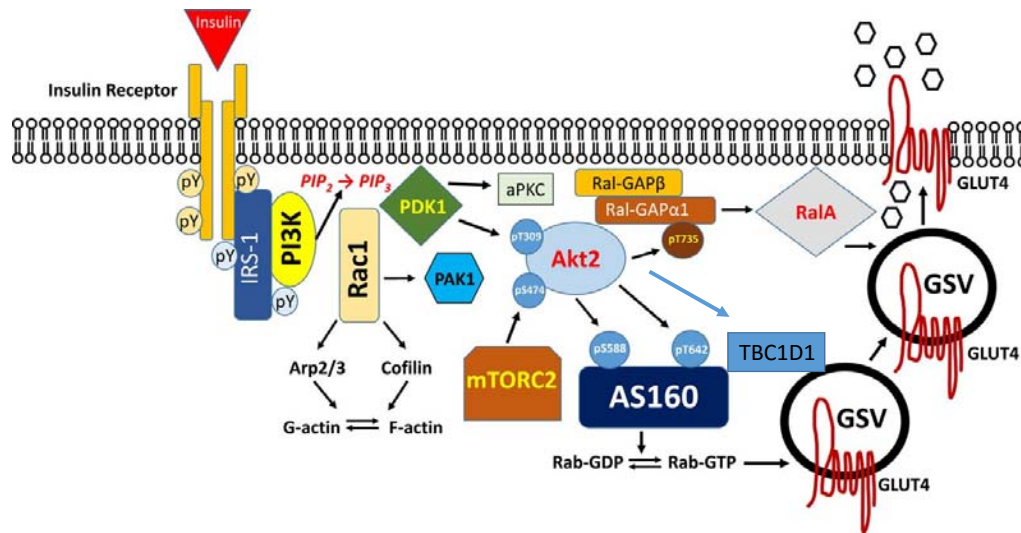 Insulin
Insulin Receptor
pY
pY
pY
pY
pY
IRS-1
PI3K
PIP2 → PIP3
PDK1
aPKC
Rac1
PAK1
Arp2/3
Cofilin
G-actin
F-actin
mTORC2
pT309
pS474
Akt2
Ral-GAPβ
Ral-GAPα1
pT735
RalA
pS588
pT642
AS160
TBC1D1
Rab-GDP
Rab-GTP
GSV
GLUT4
GSV
GLUT4
GLUT4